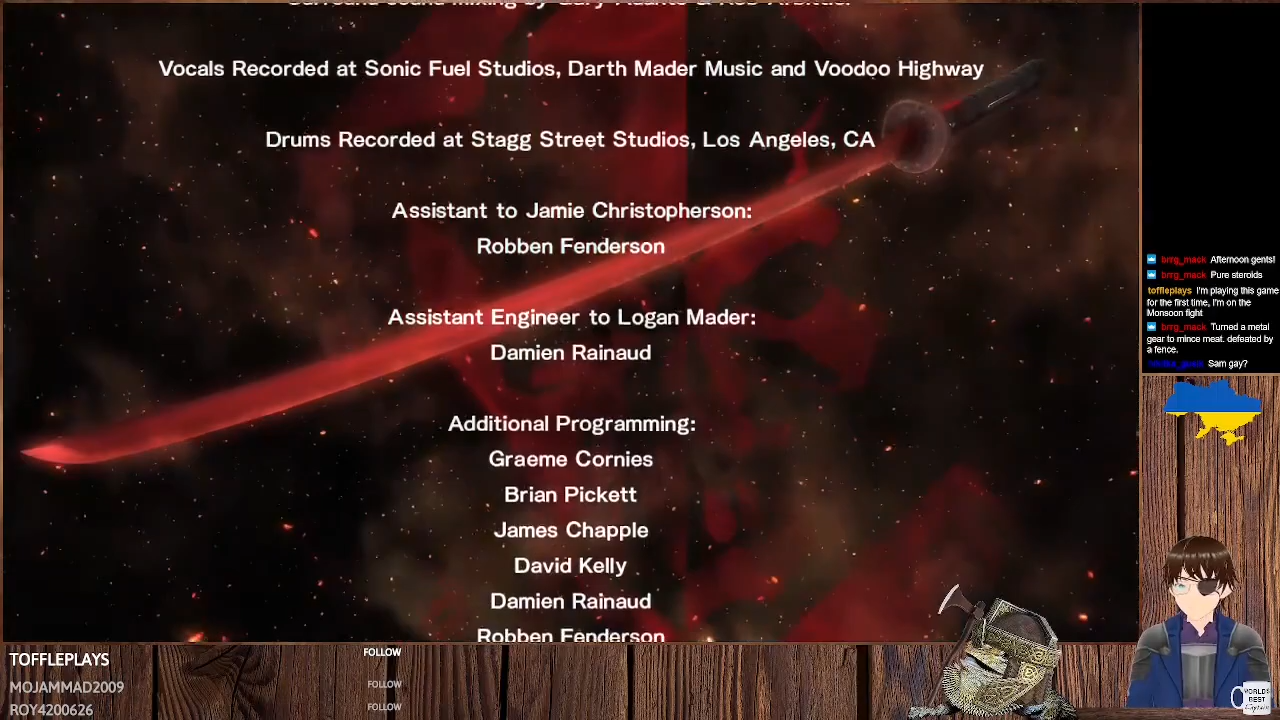 Vocals Recorded at Sonic Fuel Studios, Darth Mader Music and Voodoo Highway
Drums Recorded at Stagg Street Studios, Los Angeles, CA
Assistant to Jamie Christopherson:
Robben Fenderson
Assistant Engineer to Logan Mader:
Damien Rainaud
Additional Programming:
Graeme Cornies
Brian Pickett
James Chapple
David Kelly
Damien Rainaud
Robben Fenderson
brrg_mack Afternoon gents!
brrg_mack Pure steroids
toffleplays I'm playing this game
for the first time, I'm on the
Monsoon fight
brrg_mack Turned a metal
gear to mince meat. defeated by
a fence.
Sam gay?
TOFFLEPLAYS
FOLLOW
MOJAMMAD2009
FOLLOW
ROY4200626
FOLLOW
WORLDS
BEST